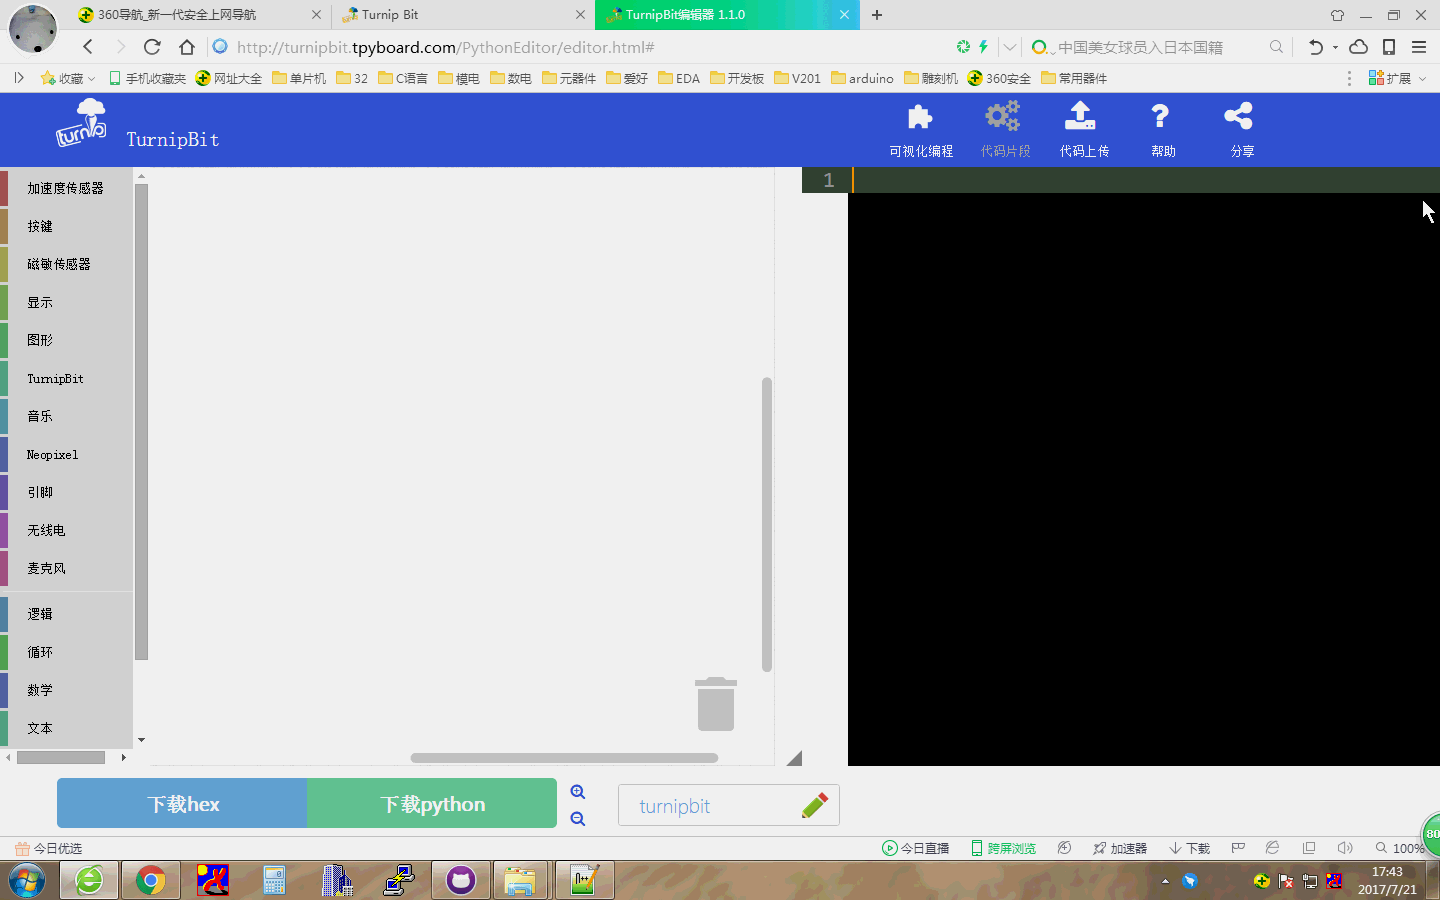 360导航_新一代安全上网导航
Turnip Bit
TurnipBit编辑器 1.1.0
http://turnipbit.tpyboard.com/PythonEditor/editor.html#
中国美女球员入日本国籍
收藏
手机收藏夹
网址大全
单片机
32
C语言
模电
数电
元器件
爱好
EDA
开发板
V201
arduino
雕刻机
360安全
常用器件
扩展
turnip
TurnipBit
可视化编程
代码片段
代码上传
帮助
分享
加速度传感器
按键
磁敏传感器
显示
图形
TurnipBit
音乐
Neopixel
引脚
无线电
麦克风
逻辑
循环
数学
文本
1
下载hex
下载python
turnipbit
80
今日优选
今日直播
跨屏浏览
加速器
下载
100%
17:43
2017/7/21